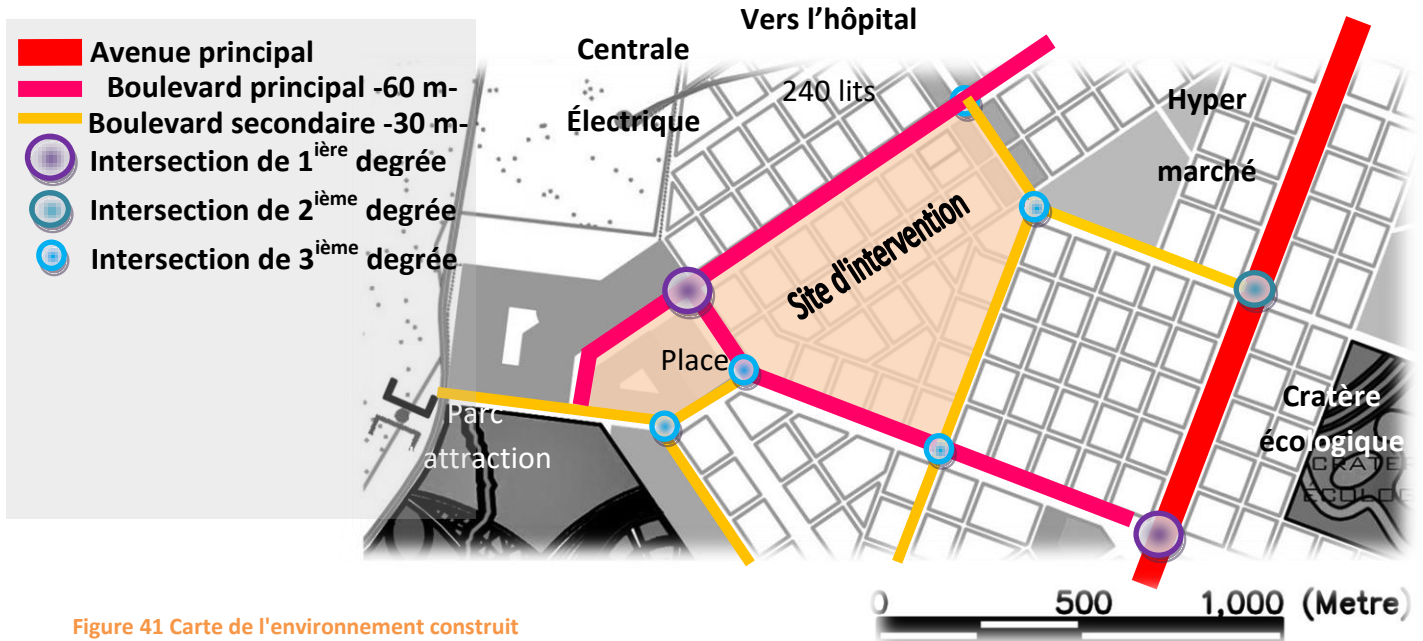 Avenue principal
Boulevard principal -60 m-
Boulevard secondaire -30 m-
Intersection de 1ière degrée
Intersection de 2ième degrée
Intersection de 3ième degrée
Vers l’hôpital
240 lits
Centrale
Électrique
Hyper
marché
Site d'intervention
Place
Parc
attraction
Cratère
écologique
0 500 1,000 (Metre)
Figure 41 Carte de l'environnement construit